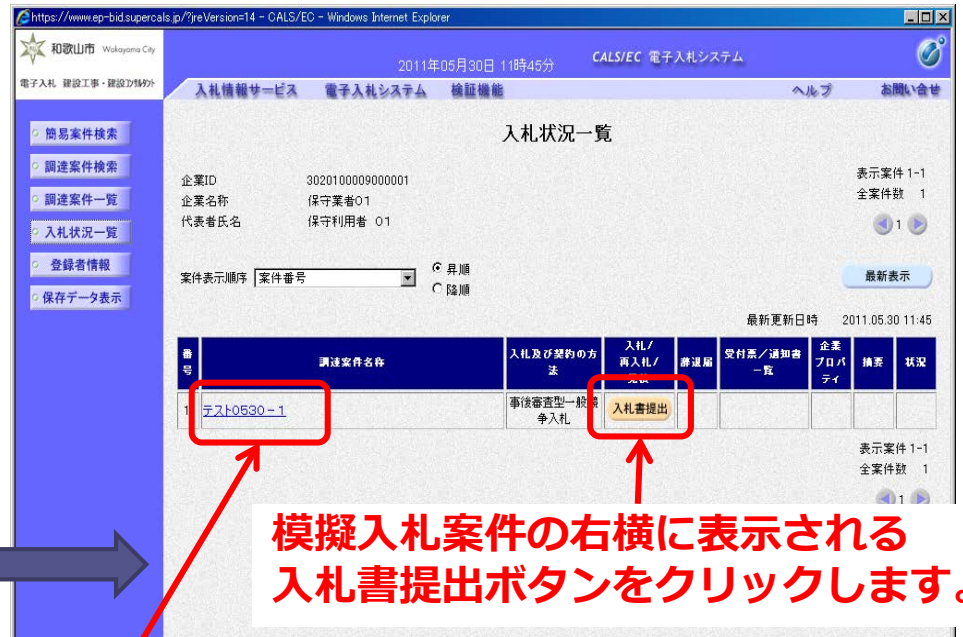 https://www.ep-bid.supercals.jp/?jreVersion=14 - CALS/EC - Windows Internet Explorer
和歌山市 Wakayama City
2011年05月30日 11時45分
CALS/EC 電子入札システム
電子入札 建設工事・建設コンサルタント
入札情報サービス 電子入札システム 検証機能 ヘルプ お問い合せ
簡易案件検索
調達案件検索
調達案件一覧
入札状況一覧
登録者情報
保存データ表示
入札状況一覧
企業ID 3020100009000001
企業名称 保守業者01
代表者氏名 保守利用者 01
表示案件 1-1
全案件数 1
1
案件表示順序 案件番号
昇順
降順
最新表示
最新更新日時 2011.05.30 11:45
番号 調達案件名称 入札及び契約の方法 入札/再入札/ 辞退届 受付票/通知書一覧 企業プロパティ 摘要 状況
1 テスト0530-1 事後審査型一般競争入札 入札書提出
表示案件 1-1
全案件数 1
1
模擬入札案件の右横に表示される
入札書提出ボタンをクリックします。